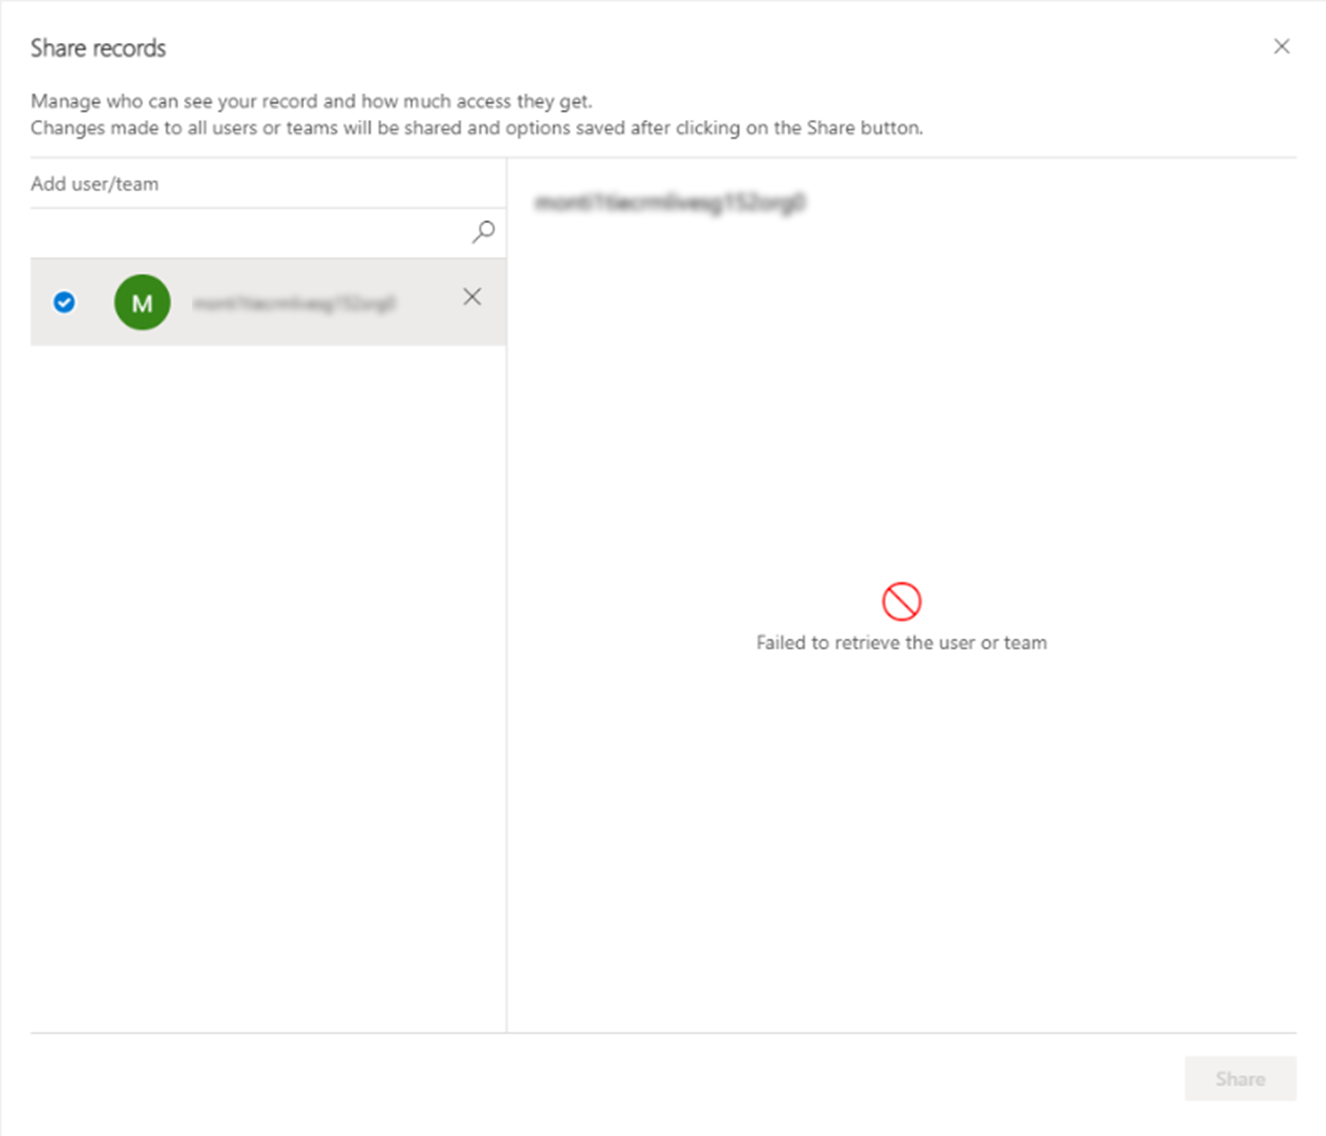 Share records
Manage who can see your record and how much access they get.
Changes made to all users or teams will be shared and options saved after clicking on the Share button.
Add user/team
M
Failed to retrieve the user or team
Share